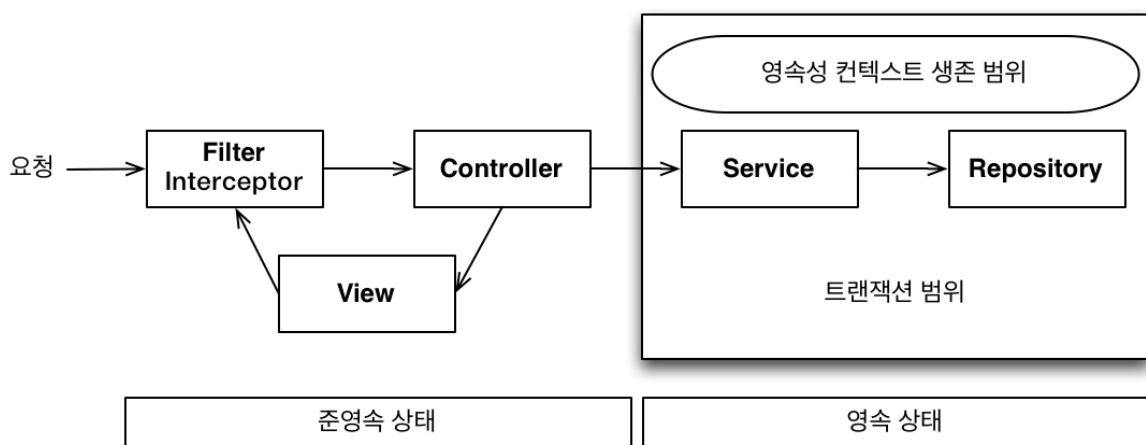 영속성 컨텍스트 생존 범위
요청
Filter
Interceptor
Controller
Service
Repository
View
트랜잭션 범위
준영속 상태
영속 상태